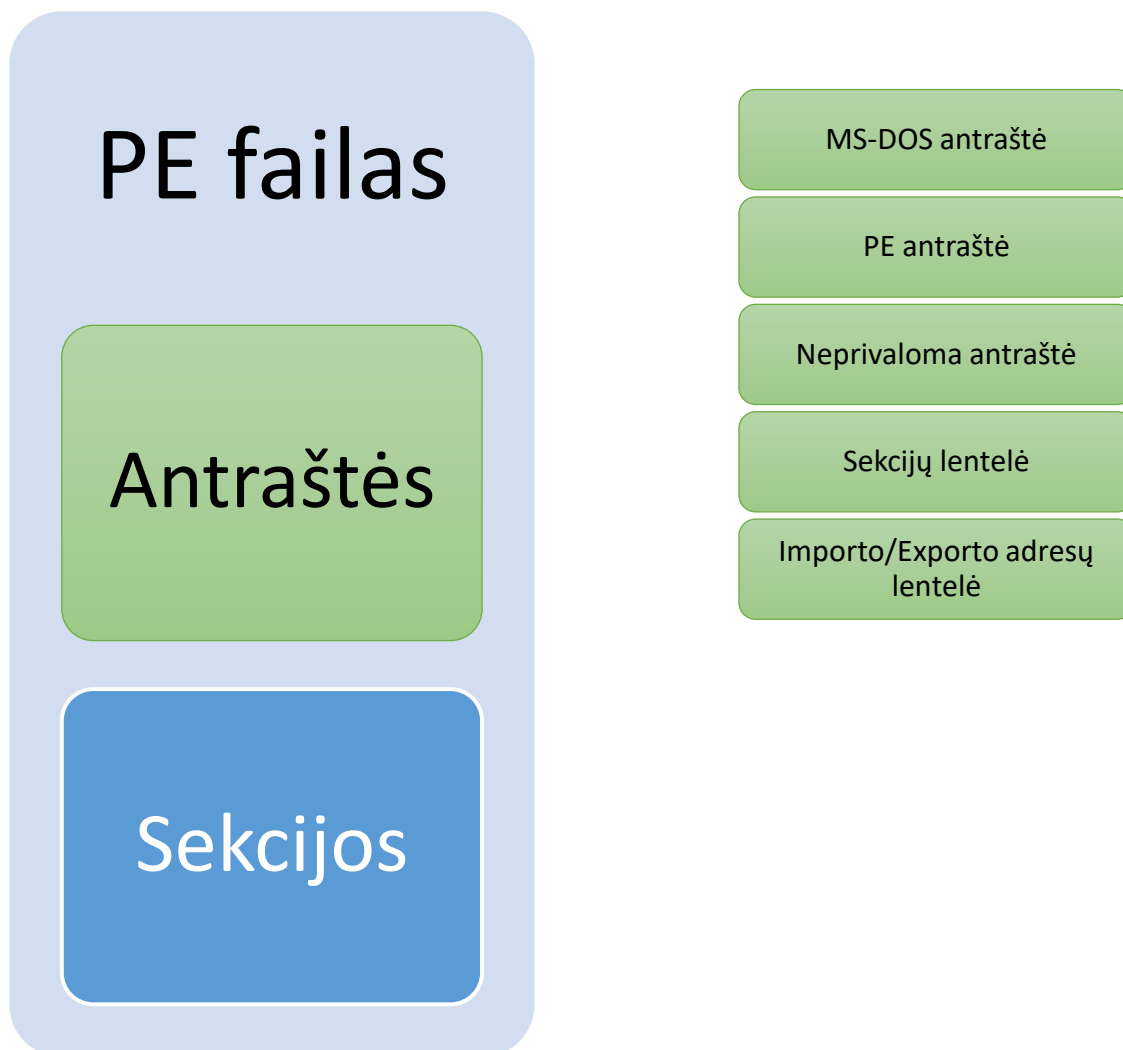 PE failas
Antraštės
Sekcijos
MS-DOS antraštė
PE antraštė
Neprivaloma antraštė
Sekcijų lentelė
Importo/Exporto adresų
lentelė